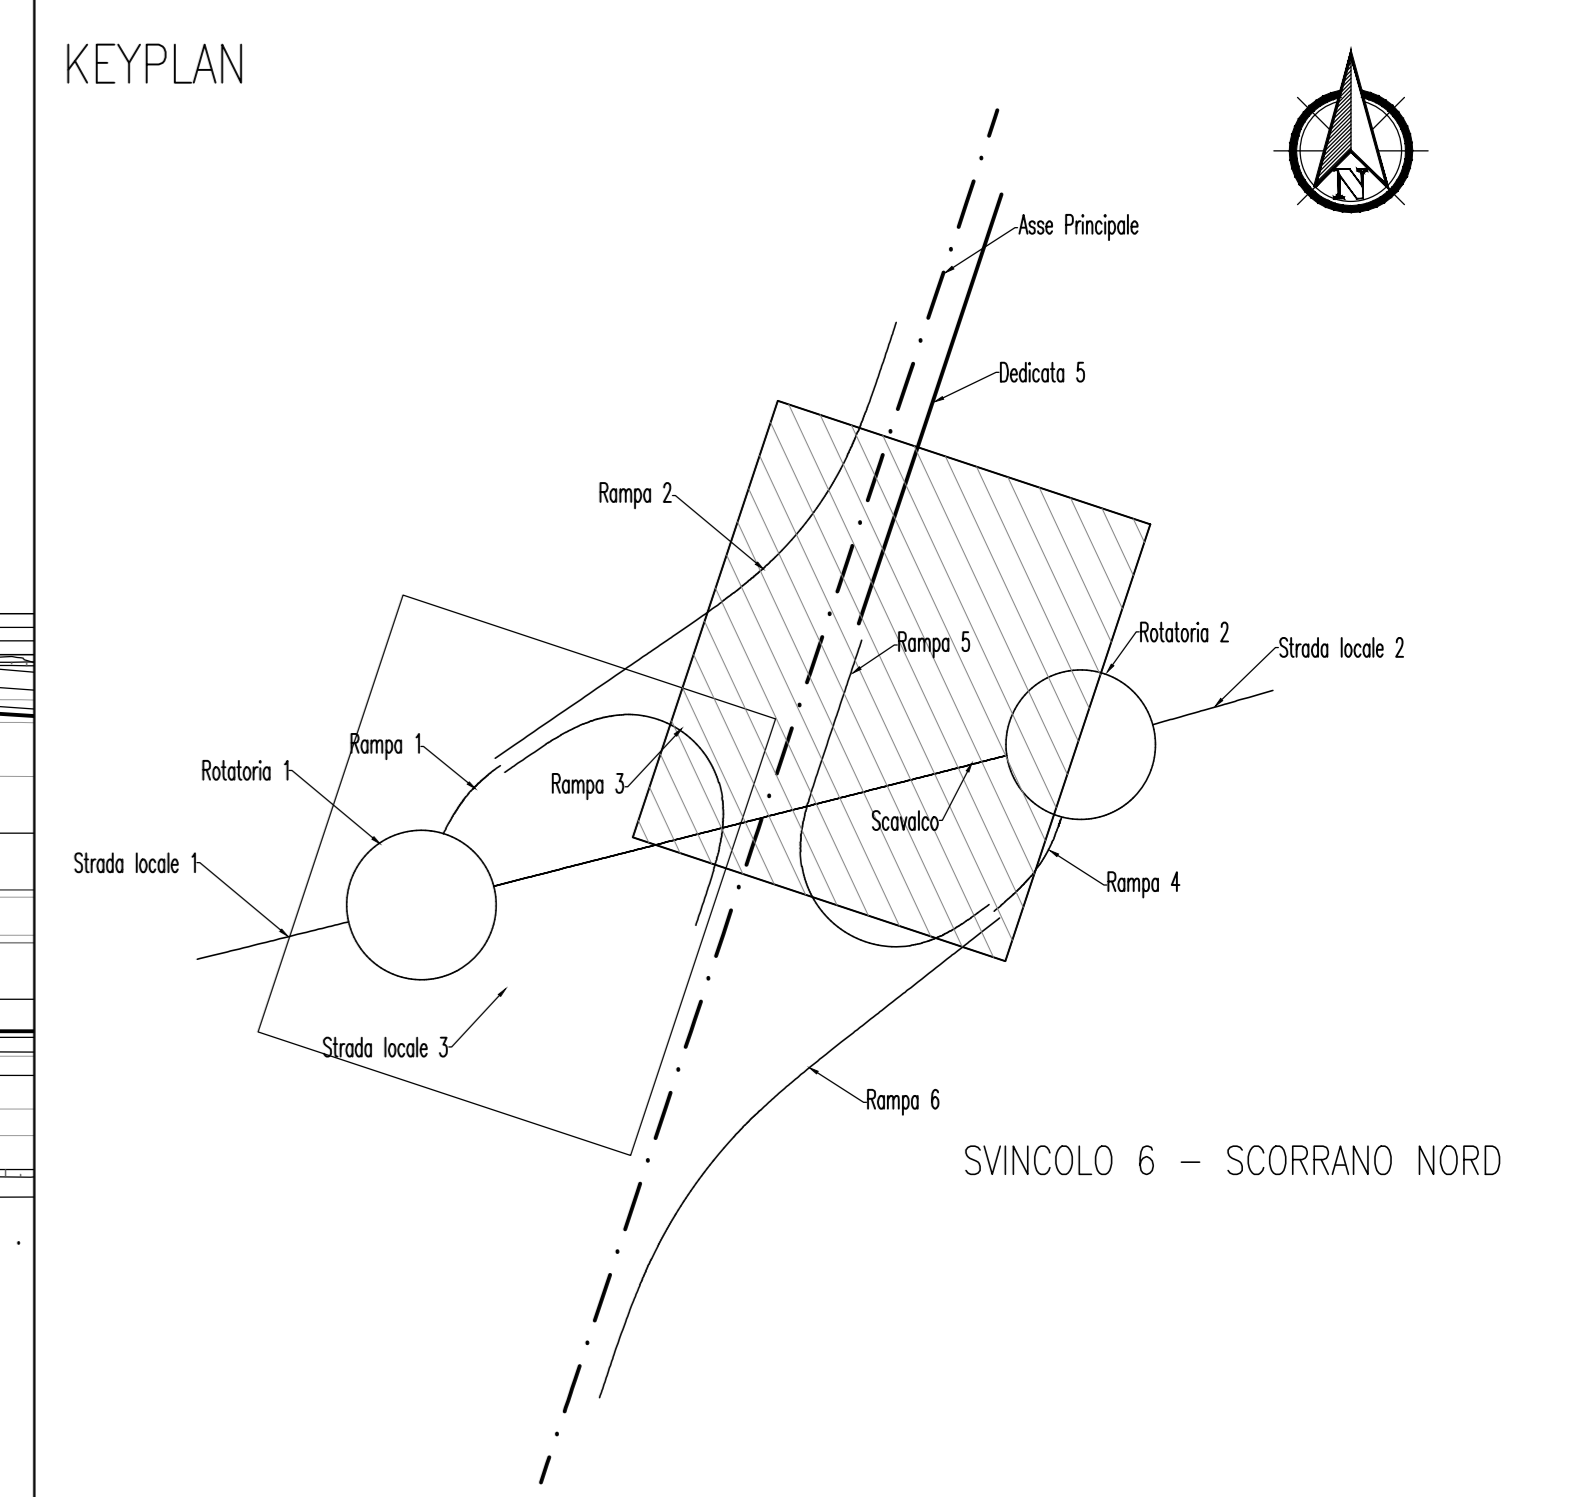 KEYPLAN
N
Asse Principale
Dedicata 5
Rampa 2
Rotatoria 2
Rampa 5
Strada locale 2
Rampa 1
Rotatoria 1
Rampa 3
Scavalco
Strada locale 1
Rampa 4
Strada locale 3
Rampa 6
SVINCOLO 6 – SCORRANO NORD